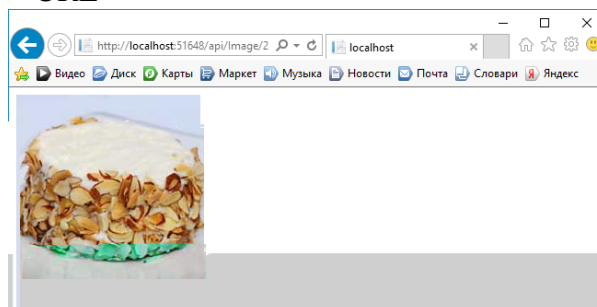 http://localhost:51648/api/Image/2
localhost
Видео Диск Карты Маркет Музыка Новости Почта Словари Яндекс